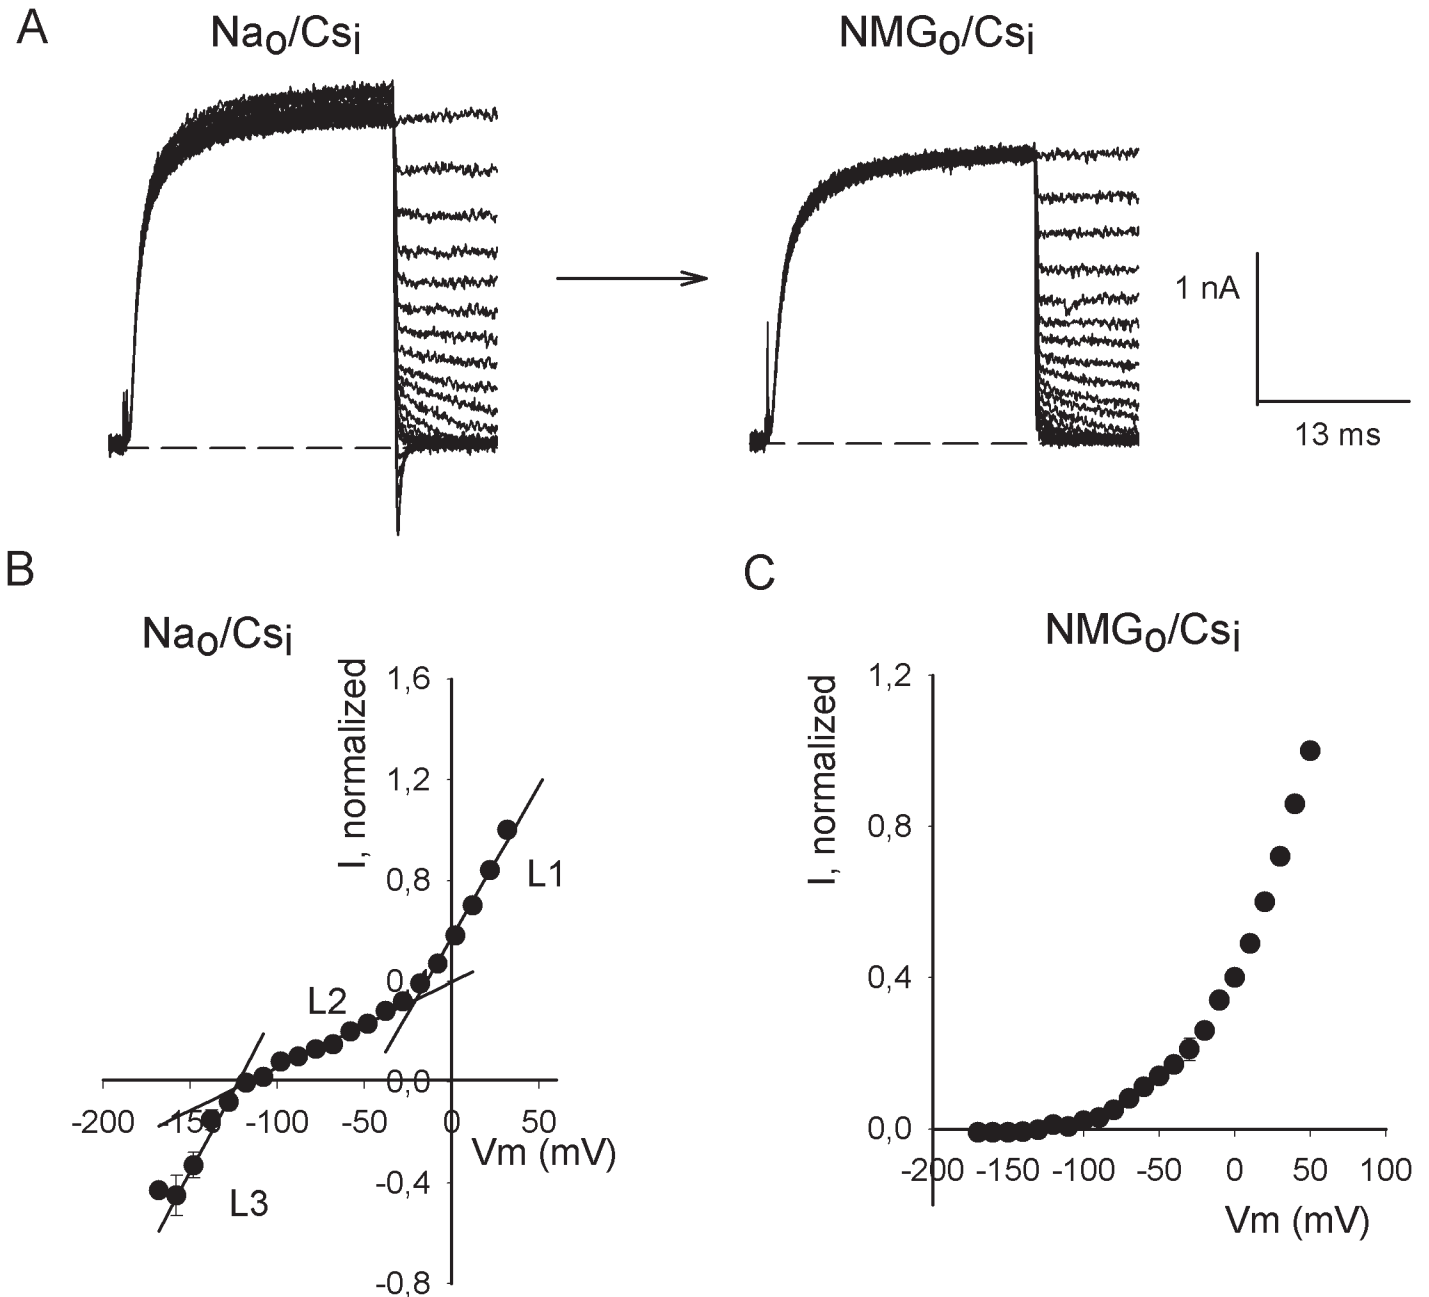 A
Nao/Csi
NMGo/Csi
1 nA
13 ms
B
C
Nao/Csi
NMGo/Csi
I, normalized
1,6
1,2
0,8
0,
0,0
-0,4
-0,8
L1
L2
L3
-200 -150 -100 -50 0 50
Vm (mV)
I, normalized
1,2
0,8
0,4
0,0
-200 -150 -100 -50 0 50 100
Vm (mV)